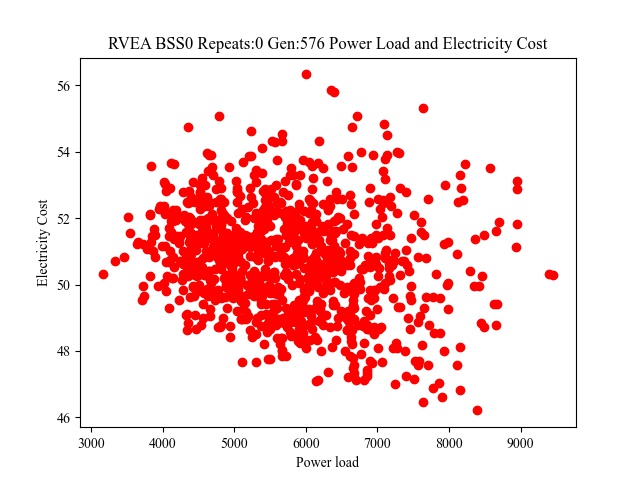 RVEA BSS0 Repeats:0 Gen:576 Power Load and Electricity Cost
56
54
52
50
48
46
Electricity Cost
3000 4000 5000 6000 7000 8000 9000
Power load